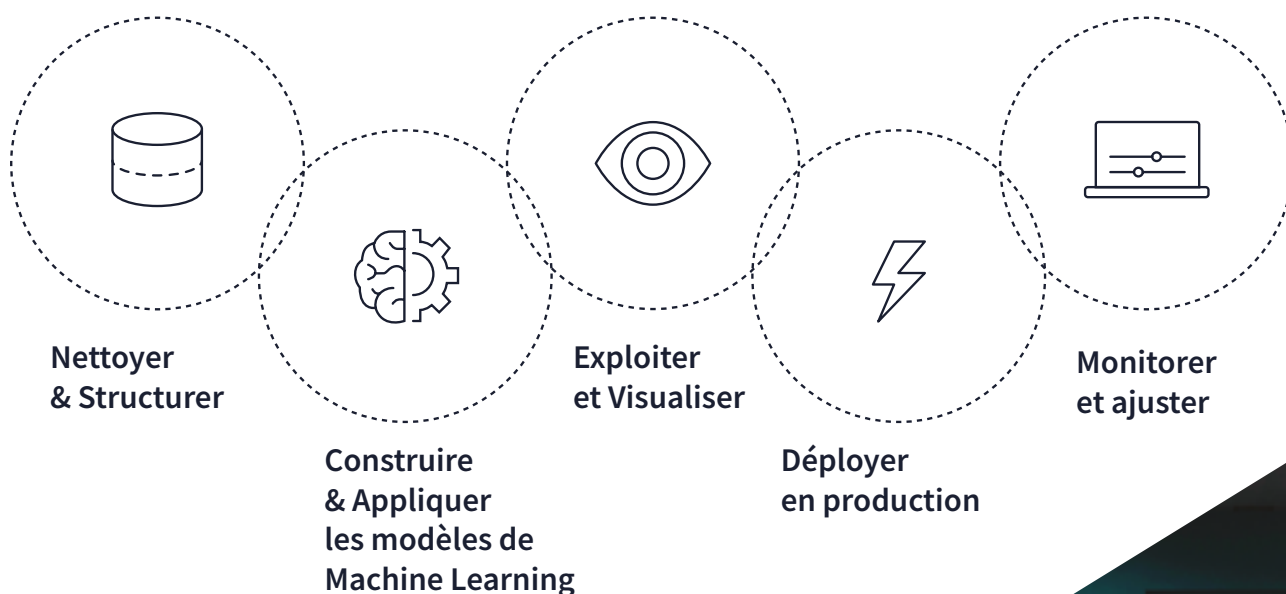 Nettoyer
& Structurer
Construire
& Appliquer
les modèles de
Machine Learning
Exploiter
et Visualiser
Déployer
en production
Monitorer
et ajuster